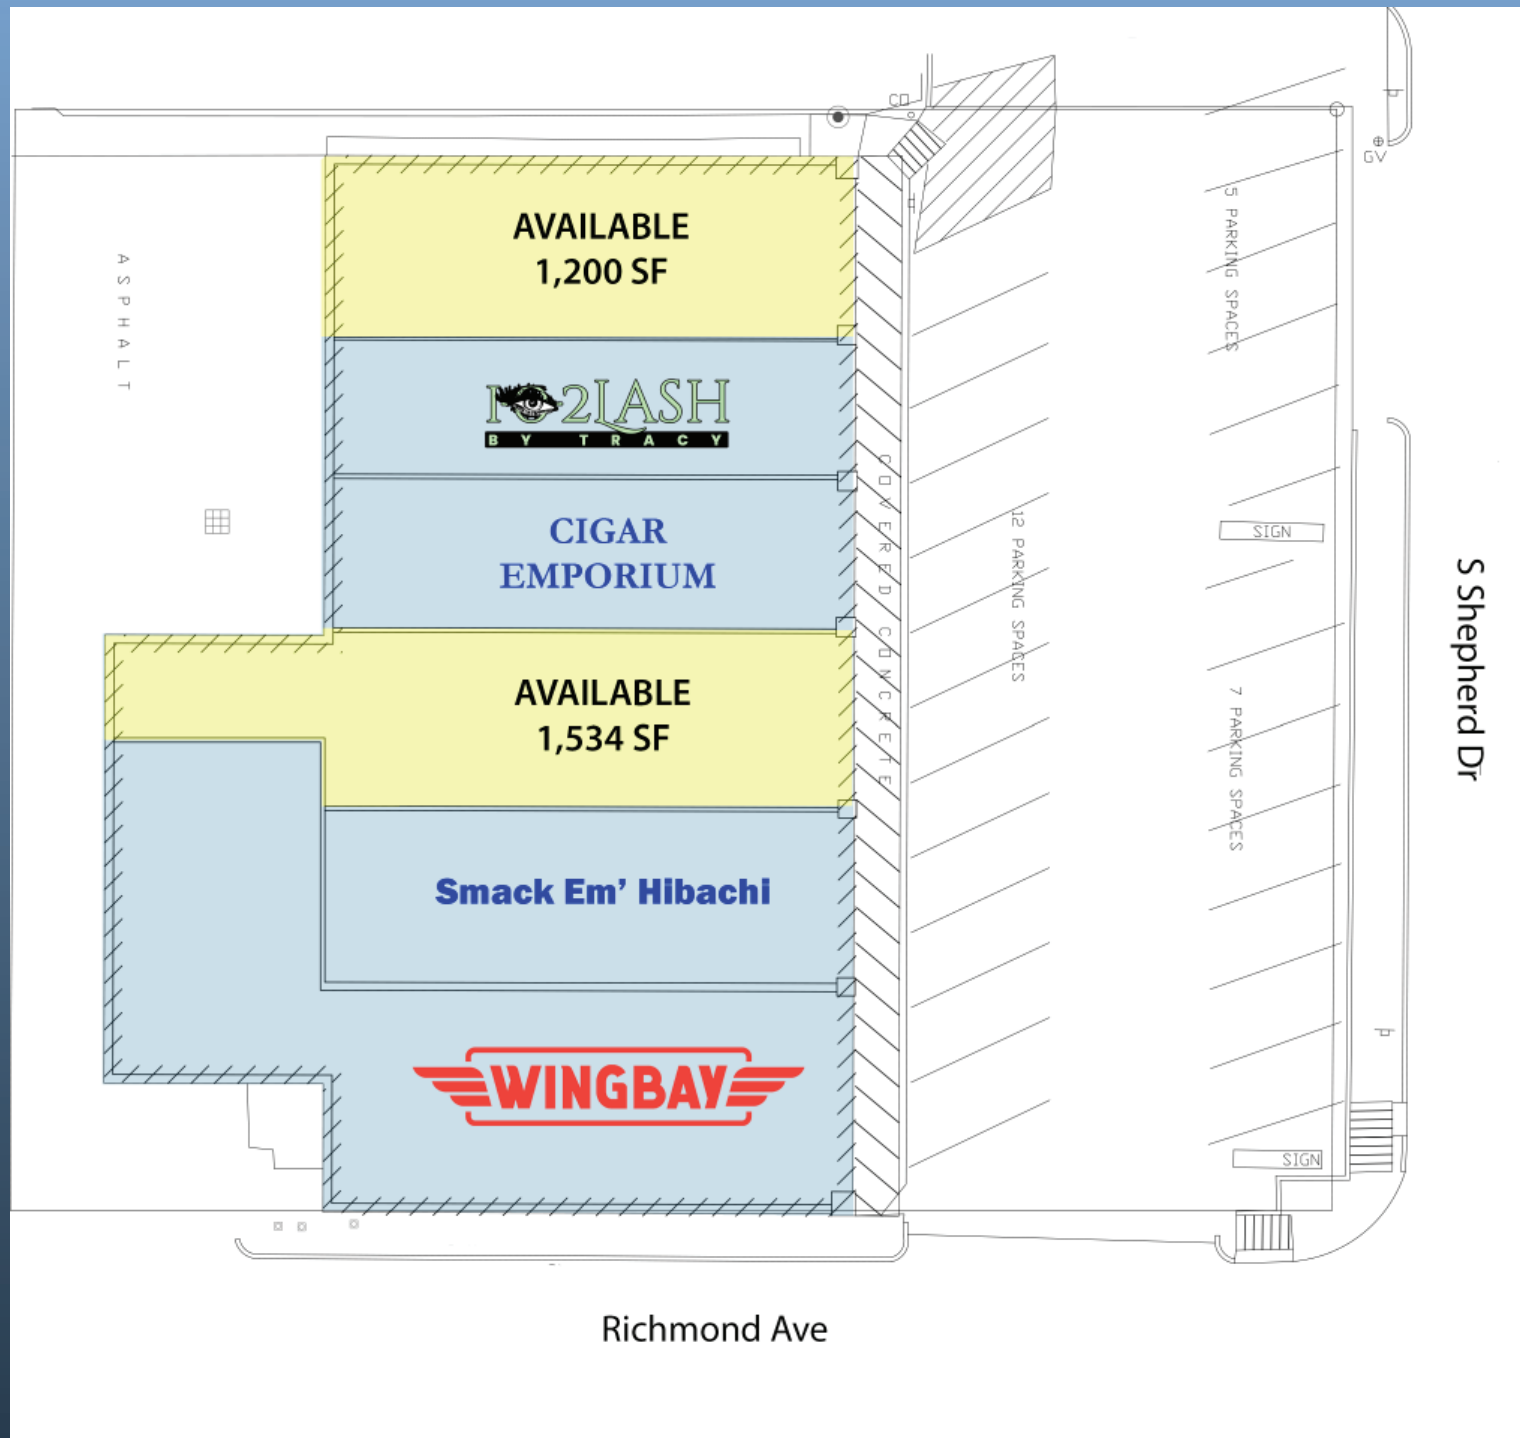 CO
GV
AVAILABLE
1,200 SF
ASPHALT
5 PARKING SPACES
2LASH
BY TRACY
COVERED CONCRETE
CIGAR
EMPORIUM
12 PARKING SPACES
SIGN
S Shepherd Dr
AVAILABLE
1,534 SF
7 PARKING SPACES
Smack Em’ Hibachi
WINGBAY
SIGN
Richmond Ave